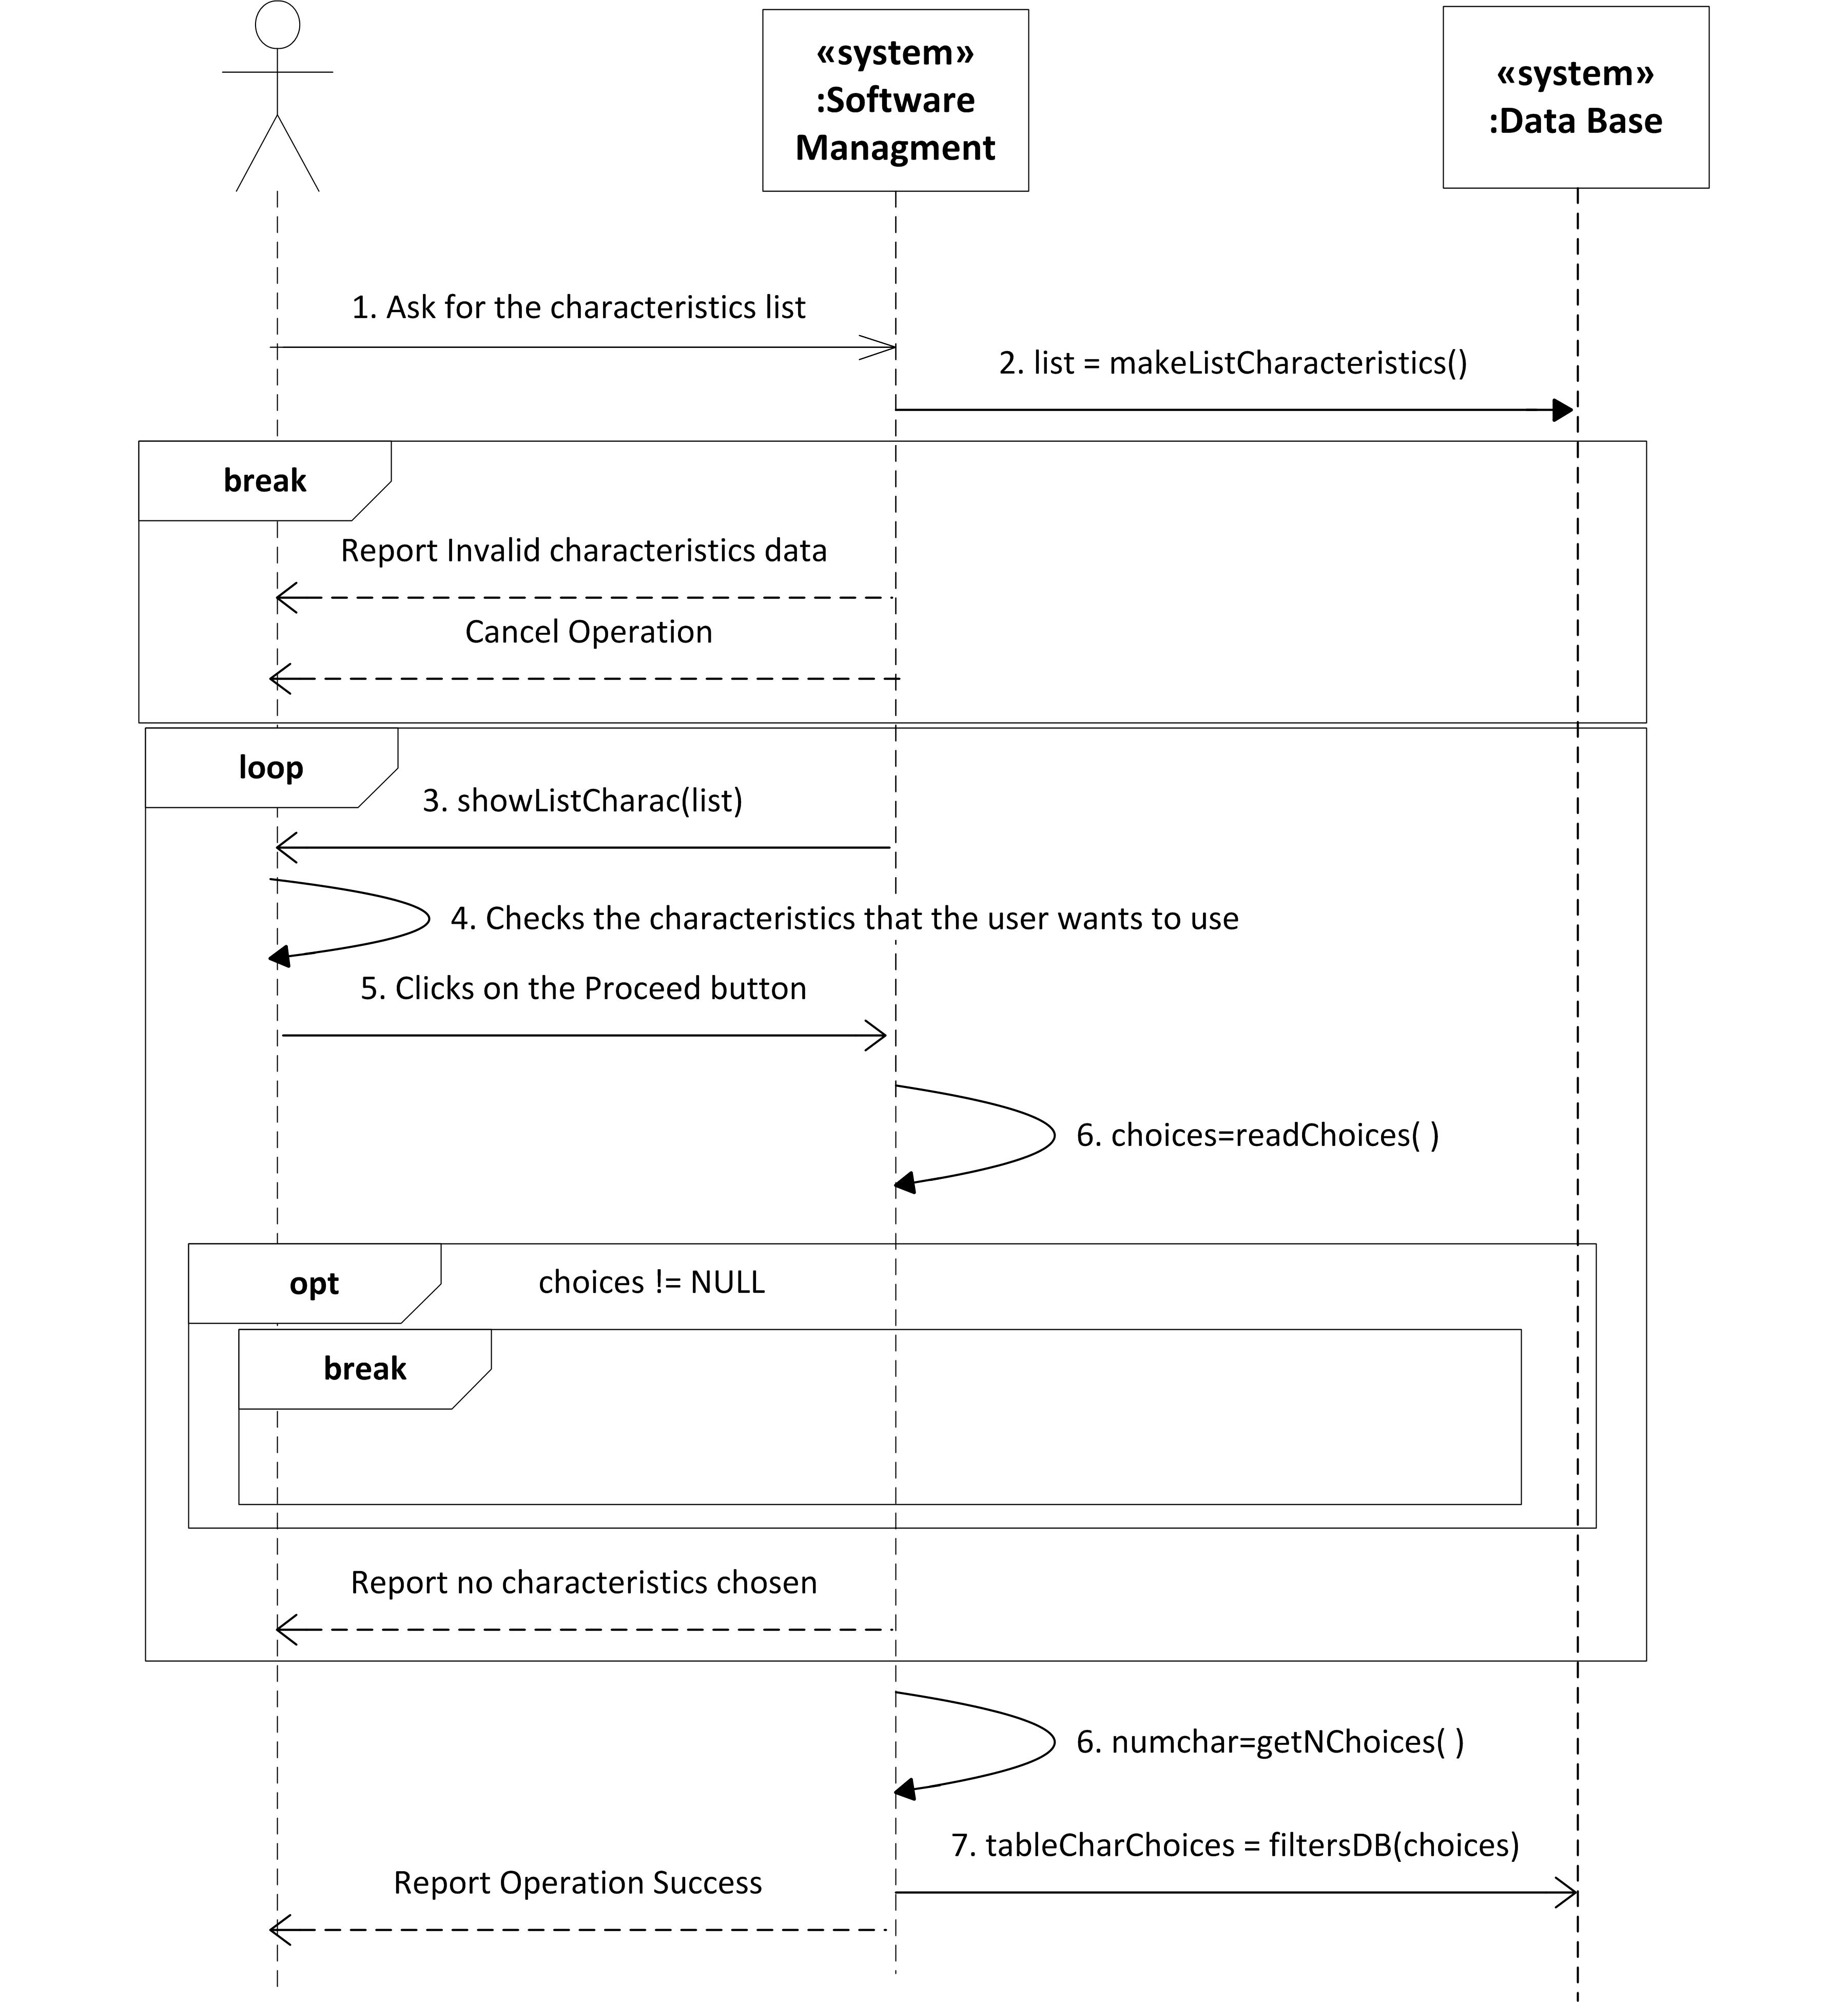 «system»
:Software
Managment
«system»
:Data Base
1. Ask for the characteristics list
2. list = makeListCharacteristics()
break
Report Invalid characteristics data
Cancel Operation
loop
3. showListCharac(list)
4. Checks the characteristics that the user wants to use
5. Clicks on the Proceed button
6. choices=readChoices( )
opt
choices != NULL
break
Report no characteristics chosen
6. numchar=getNChoices( )
7. tableCharChoices = filtersDB(choices)
Report Operation Success